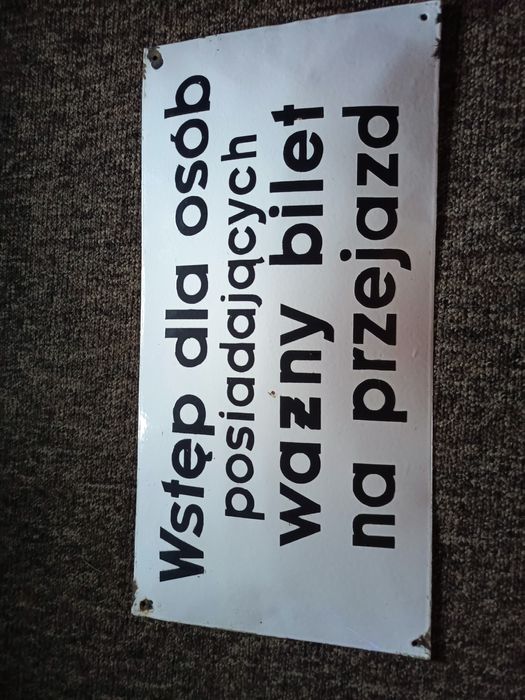 Wstęp dla osób
posiadających
ważny bilet
na przejazd